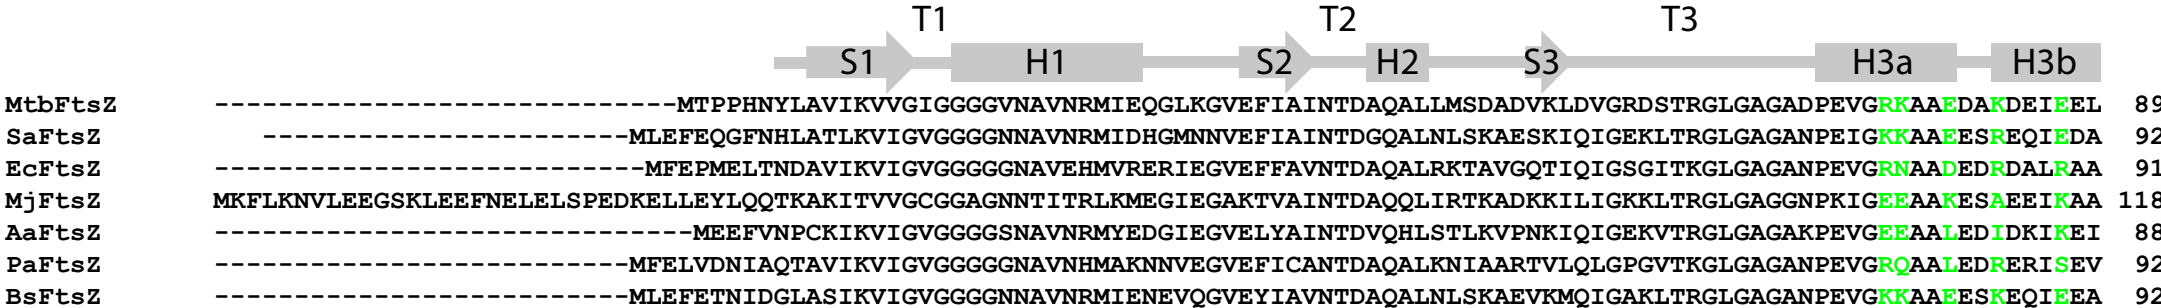 T1 T2 T3
S1 H1 S2 H2 S3 H3a H3b
MtbFtsZ -----------------------------MTPPHNYLAVIKVVGIGGGGVNAVNRMIEQGLKGVEFIAINTDAQALLMSDADVKLDVGRDSTRGLGAGADPEVGRKAAEDAKDEIEEL 89
SaFtsZ -----------------------MLEFEQGFNHLATLKVIGVGGGGNNAVNRMIDHGMNNVEFIAINTDGQALNLSKAESKIQIGEKLTRGLGAGANPEIGKKAAEESREQIEDA 92
EcFtsZ ---------------------------MFEPMELTNDAVIKVIGVGGGGGNAVEHMVRERIEGVEFFAVNTDAQALRKTAVGQTIQIGSGITKGLGAGANPEVGRNAADEDRDALRAA 91
MjFtsZ MKFLKNVLEEGSKLEEFNELELSPEDKELLEYLQQTKAKITVVGCGGAGNNTITRLKMEGIEGAKTVAINTDAQQLIRTKADKKILIGKKLTRGLGAGGNPKIGEEAAKESAEEIKAA 118
AaFtsZ ------------------------------MEEFVNPCKIKVIGVGGGGSNAVNRMYEDGIEGVELYAINTDVQHLSTLKVPNKIQIGEKVTRGLGAGAKPEVGEEAALEDIDKIKEI 88
PaFtsZ --------------------------MFELVDNIAQTAVIKVIGVGGGGGNAVNHMAKNNVEGVEFICANTDAQALKNIAARTVLQLGPGVTKGLGAGANPEVGRQAALEDRERISEV 92
BsFtsZ --------------------------MLEFETNIDGLASIKVIGVGGGGNNAVNRMIENEVQGVEYIAVNTDAQALNLSKAEVKMQIGAKLTRGLGAGANPEVGKKAAEESKEQIEEA 92